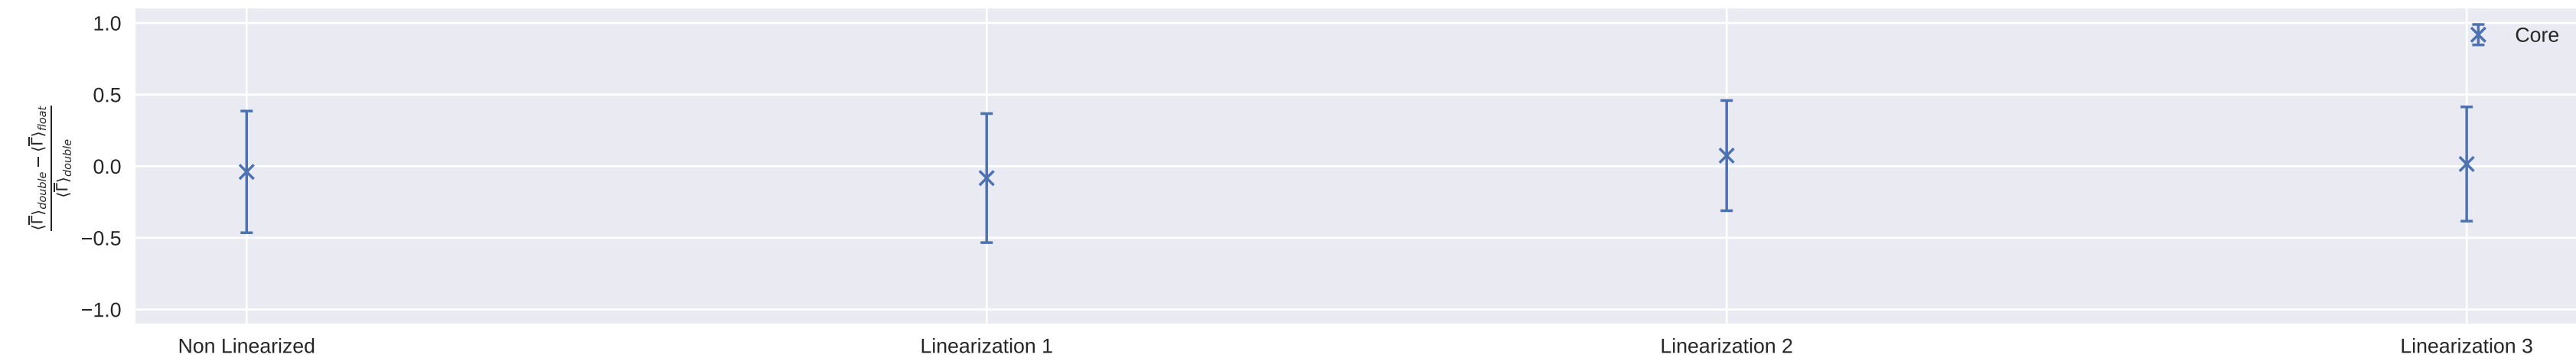 1.0
0.5
0.0
−0.5
−1.0
⟨Γ̿⟩double − ⟨Γ̿⟩float
⟨Γ̿⟩double
Core
Non Linearized
Linearization 1
Linearization 2
Linearization 3